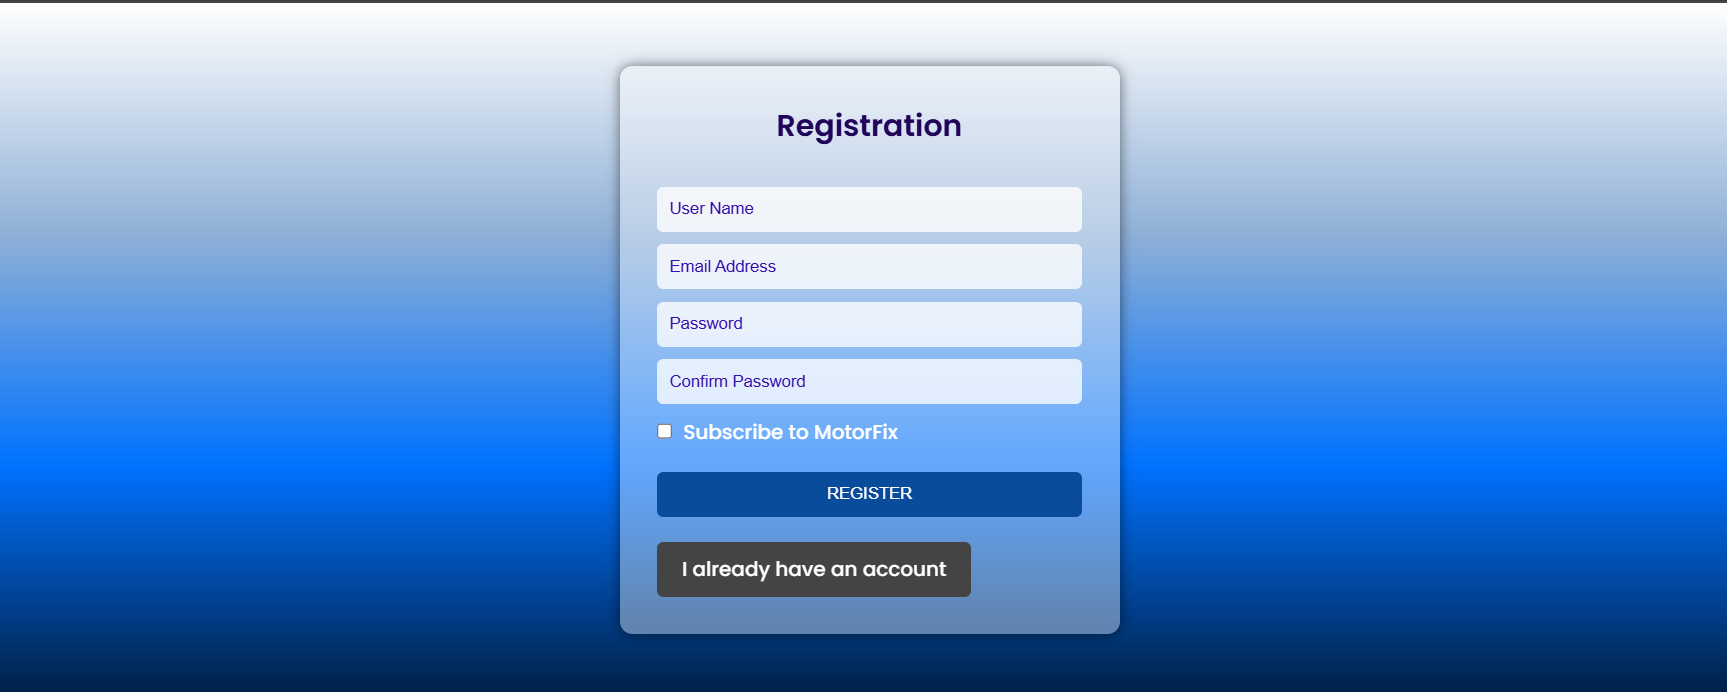 Registration
User Name
Email Address
Password
Confirm Password
Subscribe to MotorFix
REGISTER
I already have an account